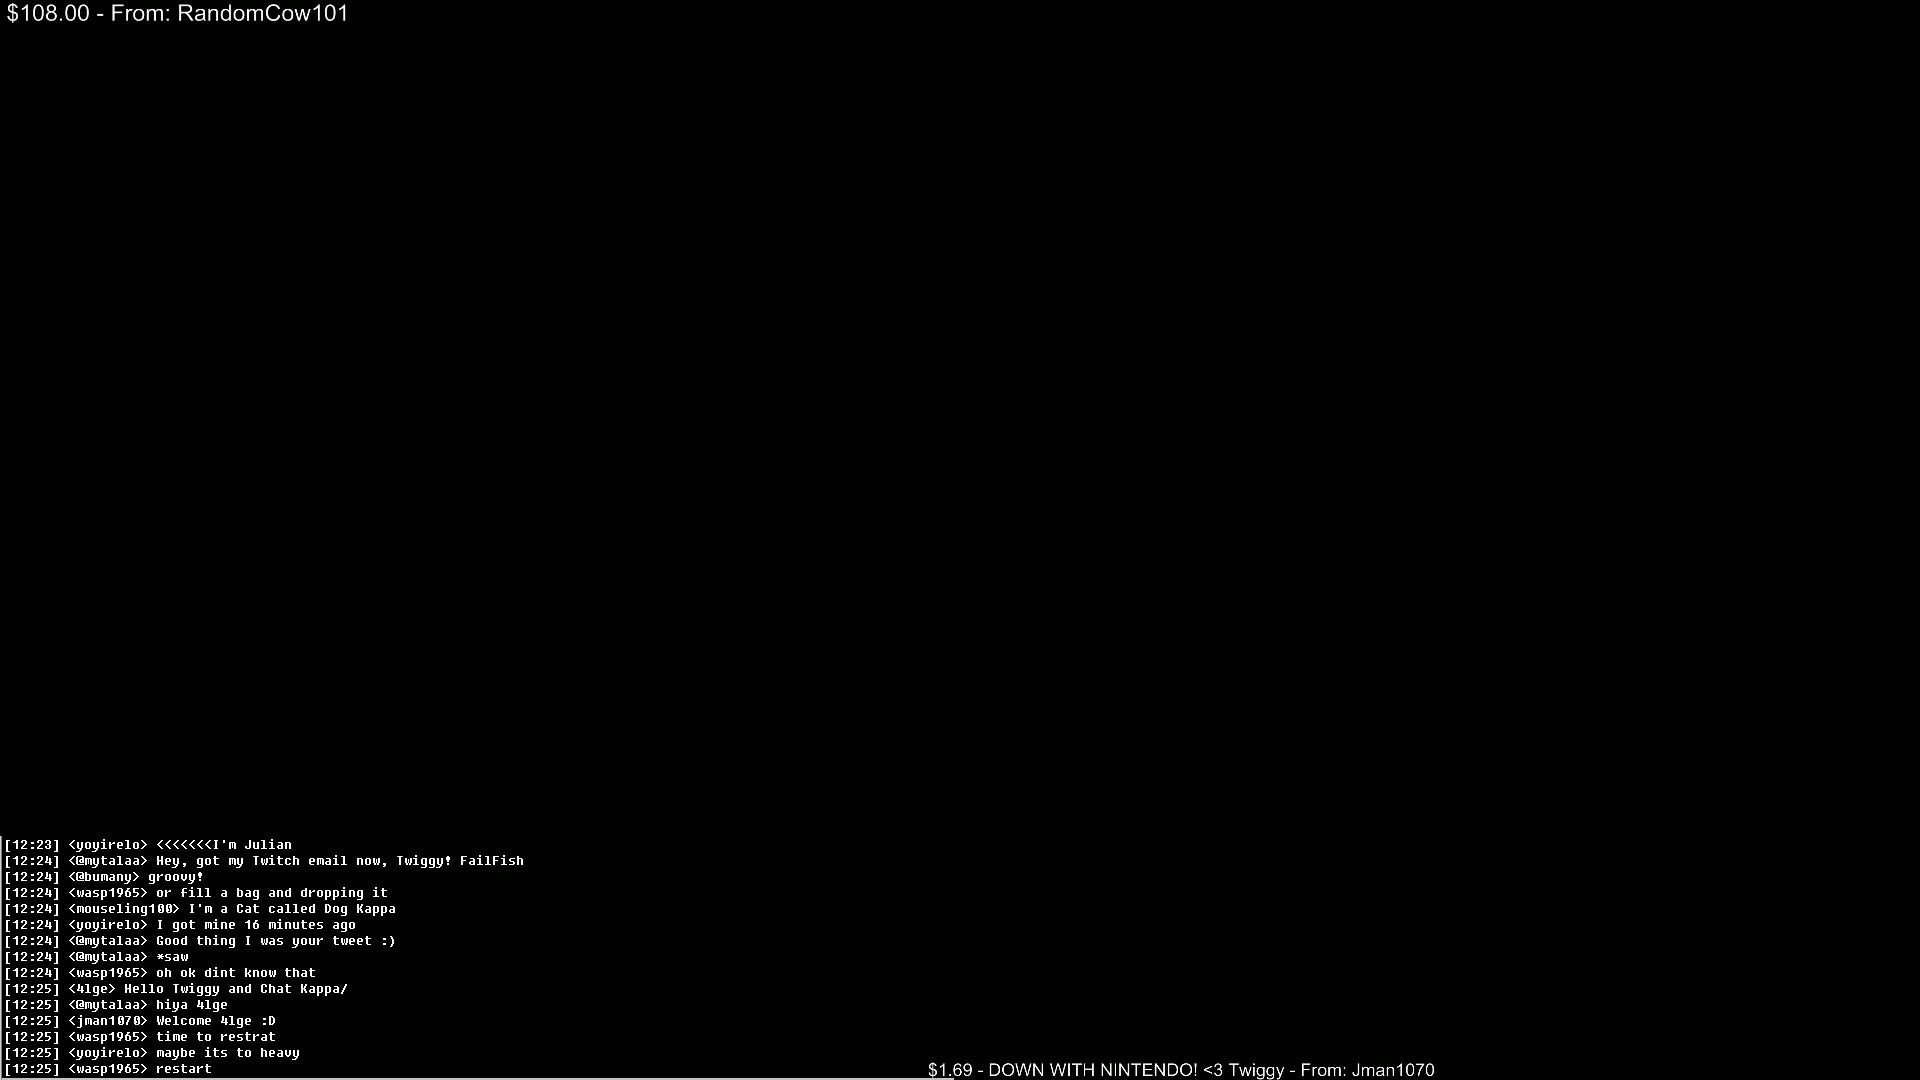 $108.00 - From: RandomCow101
[12:23] <yoyirelo> <<<<<<<I'm Julian
[12:24] <@mytalaa> Hey, got my Twitch email now, Twiggy! FailFish
[12:24] <@bumany> groovy!
[12:24] <wasp1965> or fill a bag and dropping it
[12:24] <mouseling100> I'm a Cat called Dog Kappa
[12:24] <yoyirelo> I got mine 16 minutes ago
[12:24] <@mytalaa> Good thing I was your tweet :)
[12:24] <@mytalaa> *saw
[12:24] <wasp1965> oh ok dint know that
[12:25] <4lge> Hello Twiggy and Chat Kappa/
[12:25] <@mytalaa> hiya 4lge
[12:25] <jman1070> Welcome 4lge :D
[12:25] <wasp1965> time to restrat
[12:25] <yoyirelo> maybe its to heavy
[12:25] <wasp1965> restart
$1.69 - DOWN WITH NINTENDO! <3 Twiggy - From: Jman1070